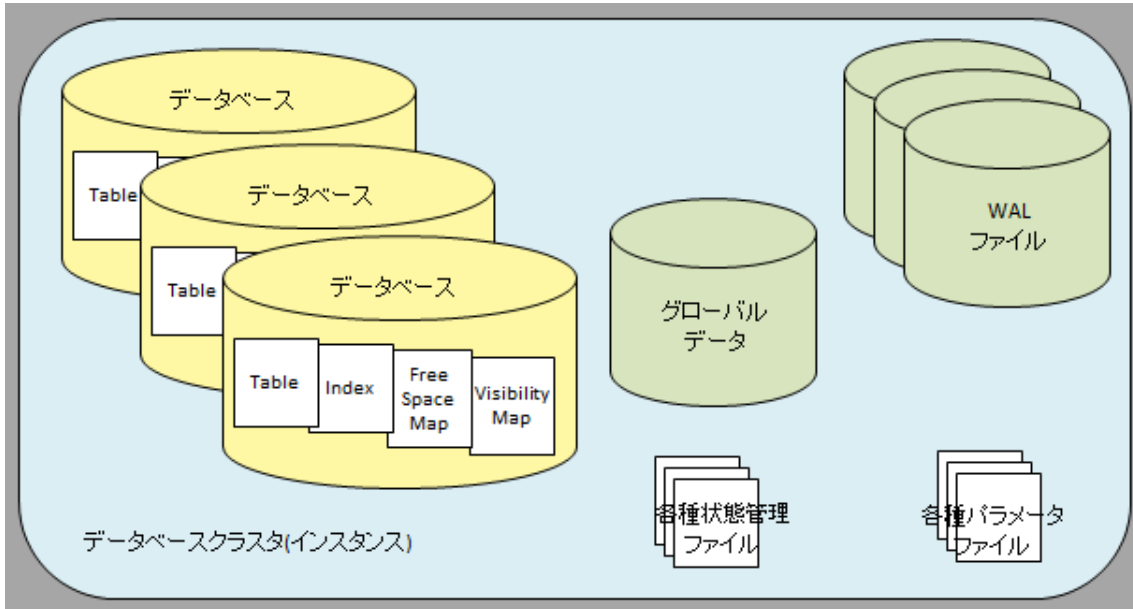 データベース
Table
データベース
Table
データベース
Table
Index
Free
Space
Map
Visibility
Map
グローバル
データ
WAL
ファイル
各種状態管理
ファイル
各種パラメータ
ファイル
データベースクラスタ(インスタンス)